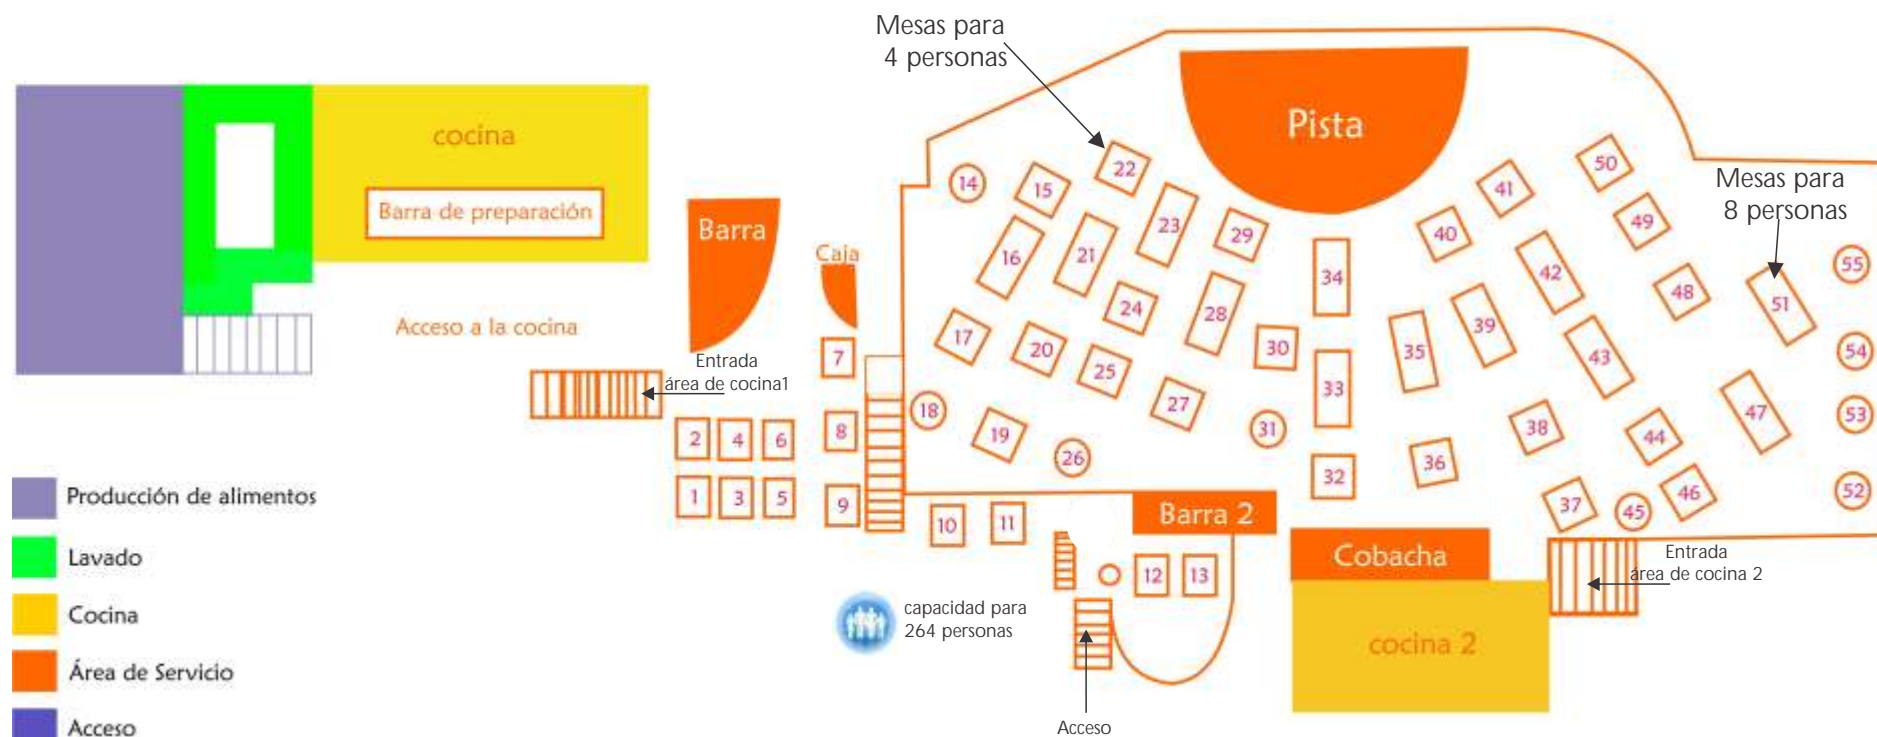 Mesas para
4 personas
Pista
cocina
Barra de preparación
Barra
Caja
Acceso a la cocina
Entrada
área de cocina1
Mesas para
8 personas
14
15
22
23
29
16
21
24
28
34
17
20
25
27
30
33
18
19
26
31
32
40
41
50
49
42
48
51
55
35
39
43
54
47
53
38
44
36
37
45
46
52
7
8
9
2
4
6
1
3
5
10
11
12
13
Barra 2
Cobacha
cocina 2
Entrada
área de cocina 2
capacidad para
264 personas
Acceso
Producción de alimentos
Lavado
Cocina
Área de Servicio
Acceso